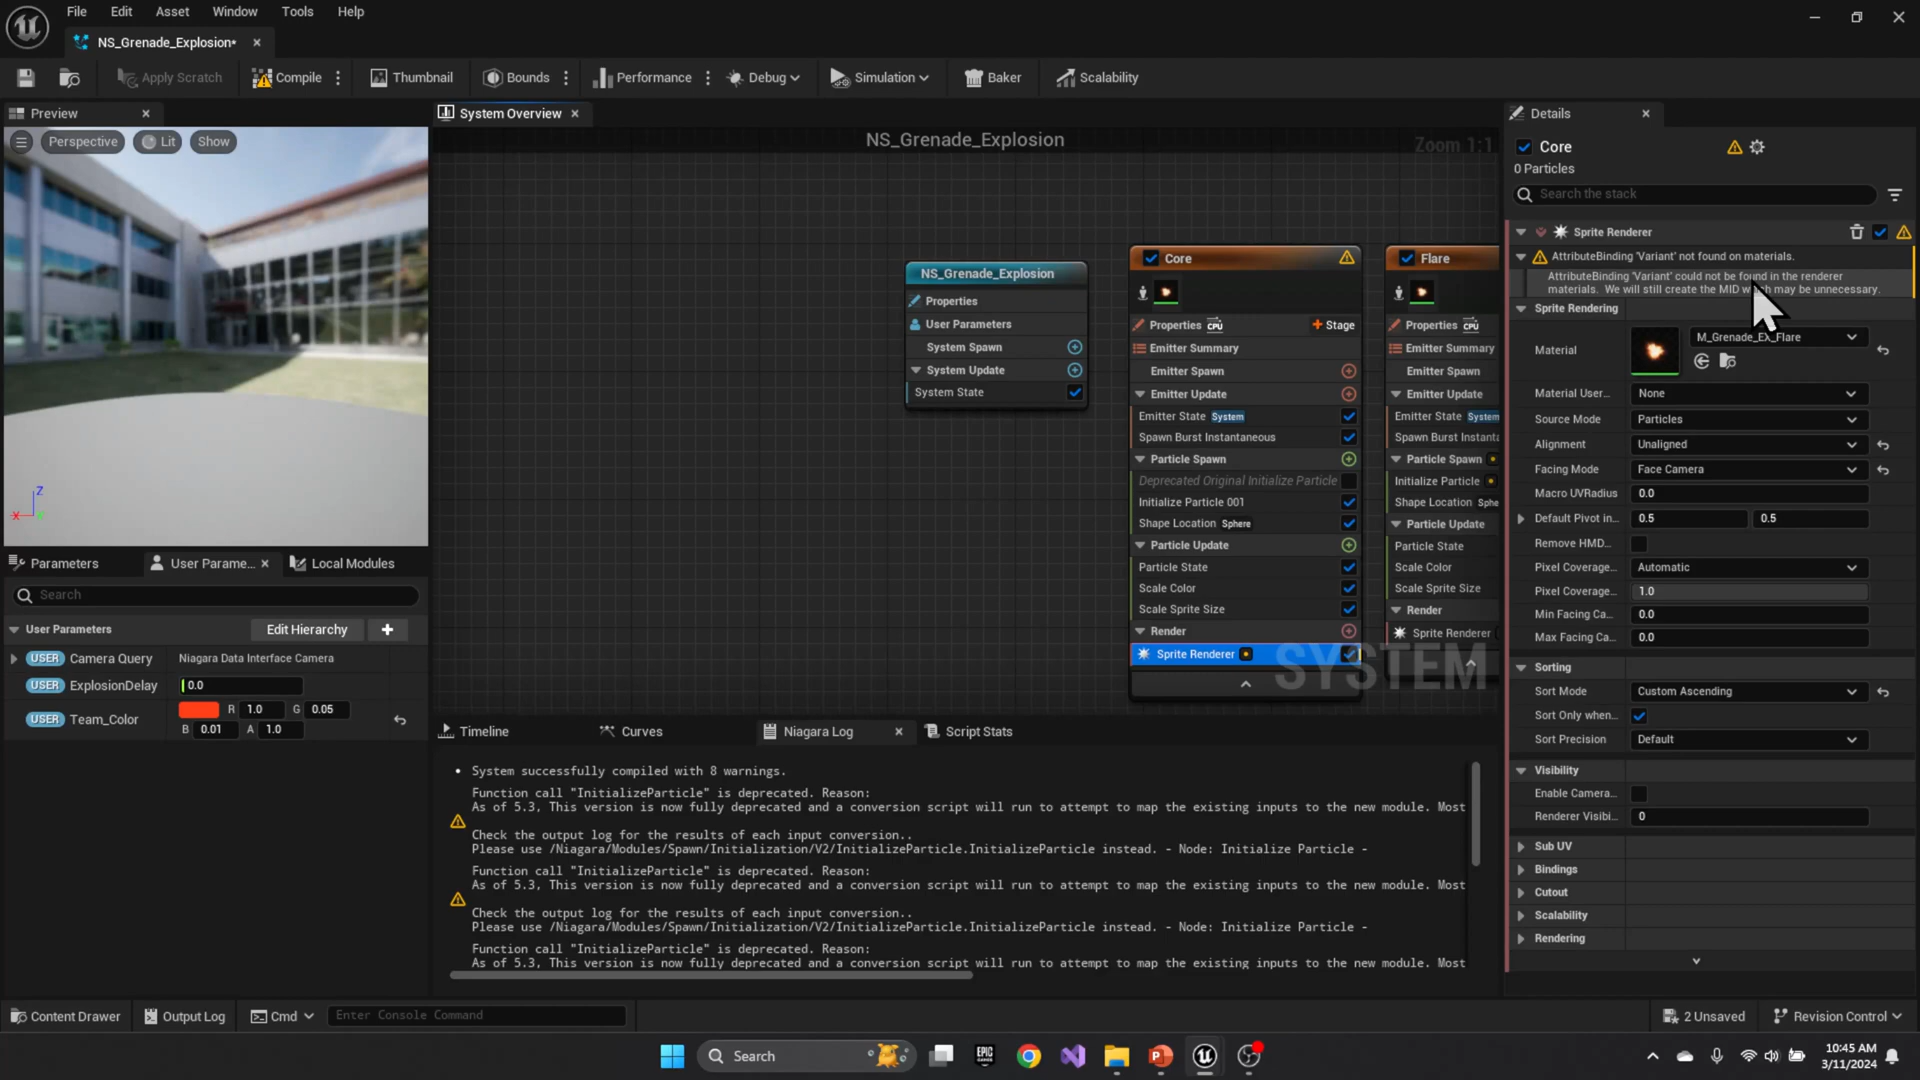 File Edit Asset Window Tools Help
NS_Grenade_Explosion*
Apply Scratch Compile Thumbnail Bounds Performance Debug Simulation Baker Scalability
Preview
Perspective Lit Show
Z
X
System Overview
NS_Grenade_Explosion
Zoom 1:1
NS_Grenade_Explosion
Properties
User Parameters
System Spawn
System Update
System State
Core
Properties CPU Stage
Emitter Summary
Emitter Spawn
Emitter Update
Emitter State System
Spawn Burst Instantaneous
Particle Spawn
Deprecated Original Initialize Particle
Initialize Particle 001
Shape Location Sphere
Particle Update
Particle State
Scale Color
Scale Sprite Size
Render
Sprite Renderer
Flare
Properties CPU
Emitter Summary
Emitter Spawn
Emitter Update
Emitter State System
Spawn Burst Instanta
Particle Spawn
Initialize Particle
Shape Location Sphe
Particle Update
Particle State
Scale Color
Scale Sprite Size
Render
Sprite Renderer
SYSTEM
Parameters User Parame... Local Modules
Search
User Parameters Edit Hierarchy
USER Camera Query Niagara Data Interface Camera
USER ExplosionDelay 0.0
USER Team_Color R 1.0 G 0.05
B 0.01 A 1.0
Timeline Curves Niagara Log Script Stats
• System successfully compiled with 8 warnings.
Function call "InitializeParticle" is deprecated. Reason:
As of 5.3, This version is now fully deprecated and a conversion script will run to attempt to map the existing inputs to the new module. Most
Check the output log for the results of each input conversion..
Please use /Niagara/Modules/Spawn/Initialization/V2/InitializeParticle.InitializeParticle instead. - Node: Initialize Particle -
Function call "InitializeParticle" is deprecated. Reason:
As of 5.3, This version is now fully deprecated and a conversion script will run to attempt to map the existing inputs to the new module. Most
Check the output log for the results of each input conversion..
Please use /Niagara/Modules/Spawn/Initialization/V2/InitializeParticle.InitializeParticle instead. - Node: Initialize Particle -
Function call "InitializeParticle" is deprecated. Reason:
As of 5.3, This version is now fully deprecated and a conversion script will run to attempt to map the existing inputs to the new module. Most
Details
Core
0 Particles
Search the stack
Sprite Renderer
AttributeBinding 'Variant' not found on materials.
AttributeBinding 'Variant' could not be found in the renderer
materials. We will still create the MID which may be unnecessary.
Sprite Rendering
Material M_Grenade_EX_Flare
Material User... None
Source Mode Particles
Alignment Unaligned
Facing Mode Face Camera
Macro UVRadius 0.0
Default Pivot in... 0.5 0.5
Remove HMD...
Pixel Coverage... Automatic
Pixel Coverage... 1.0
Min Facing Ca... 0.0
Max Facing Ca... 0.0
Sorting
Sort Mode Custom Ascending
Sort Only when...
Sort Precision Default
Visibility
Enable Camera...
Renderer Visibi... 0
Sub UV
Bindings
Cutout
Scalability
Rendering
Content Drawer Output Log Cmd Enter Console Command 2 Unsaved Revision Control
Search
EPIC GAMES
10:45 AM
3/11/2024